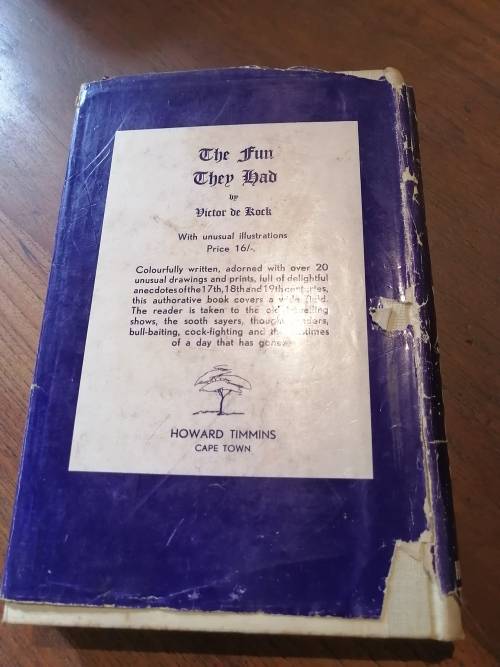 The Fun
They Had
by
Victor de Kock
With unusual illustrations
Price 16/-.
Colourfully written, adorned with over 20
unusual drawings and prints, full of delightful
anecdotes of the 17th, 18th and 19th centuries,
this authorative book covers a wide field.
The reader is taken to the old
shows, the sooth sayers,
bull-baiting, cock-fighting and
of a day that has gone
HOWARD TIMMINS
CAPE TOWN